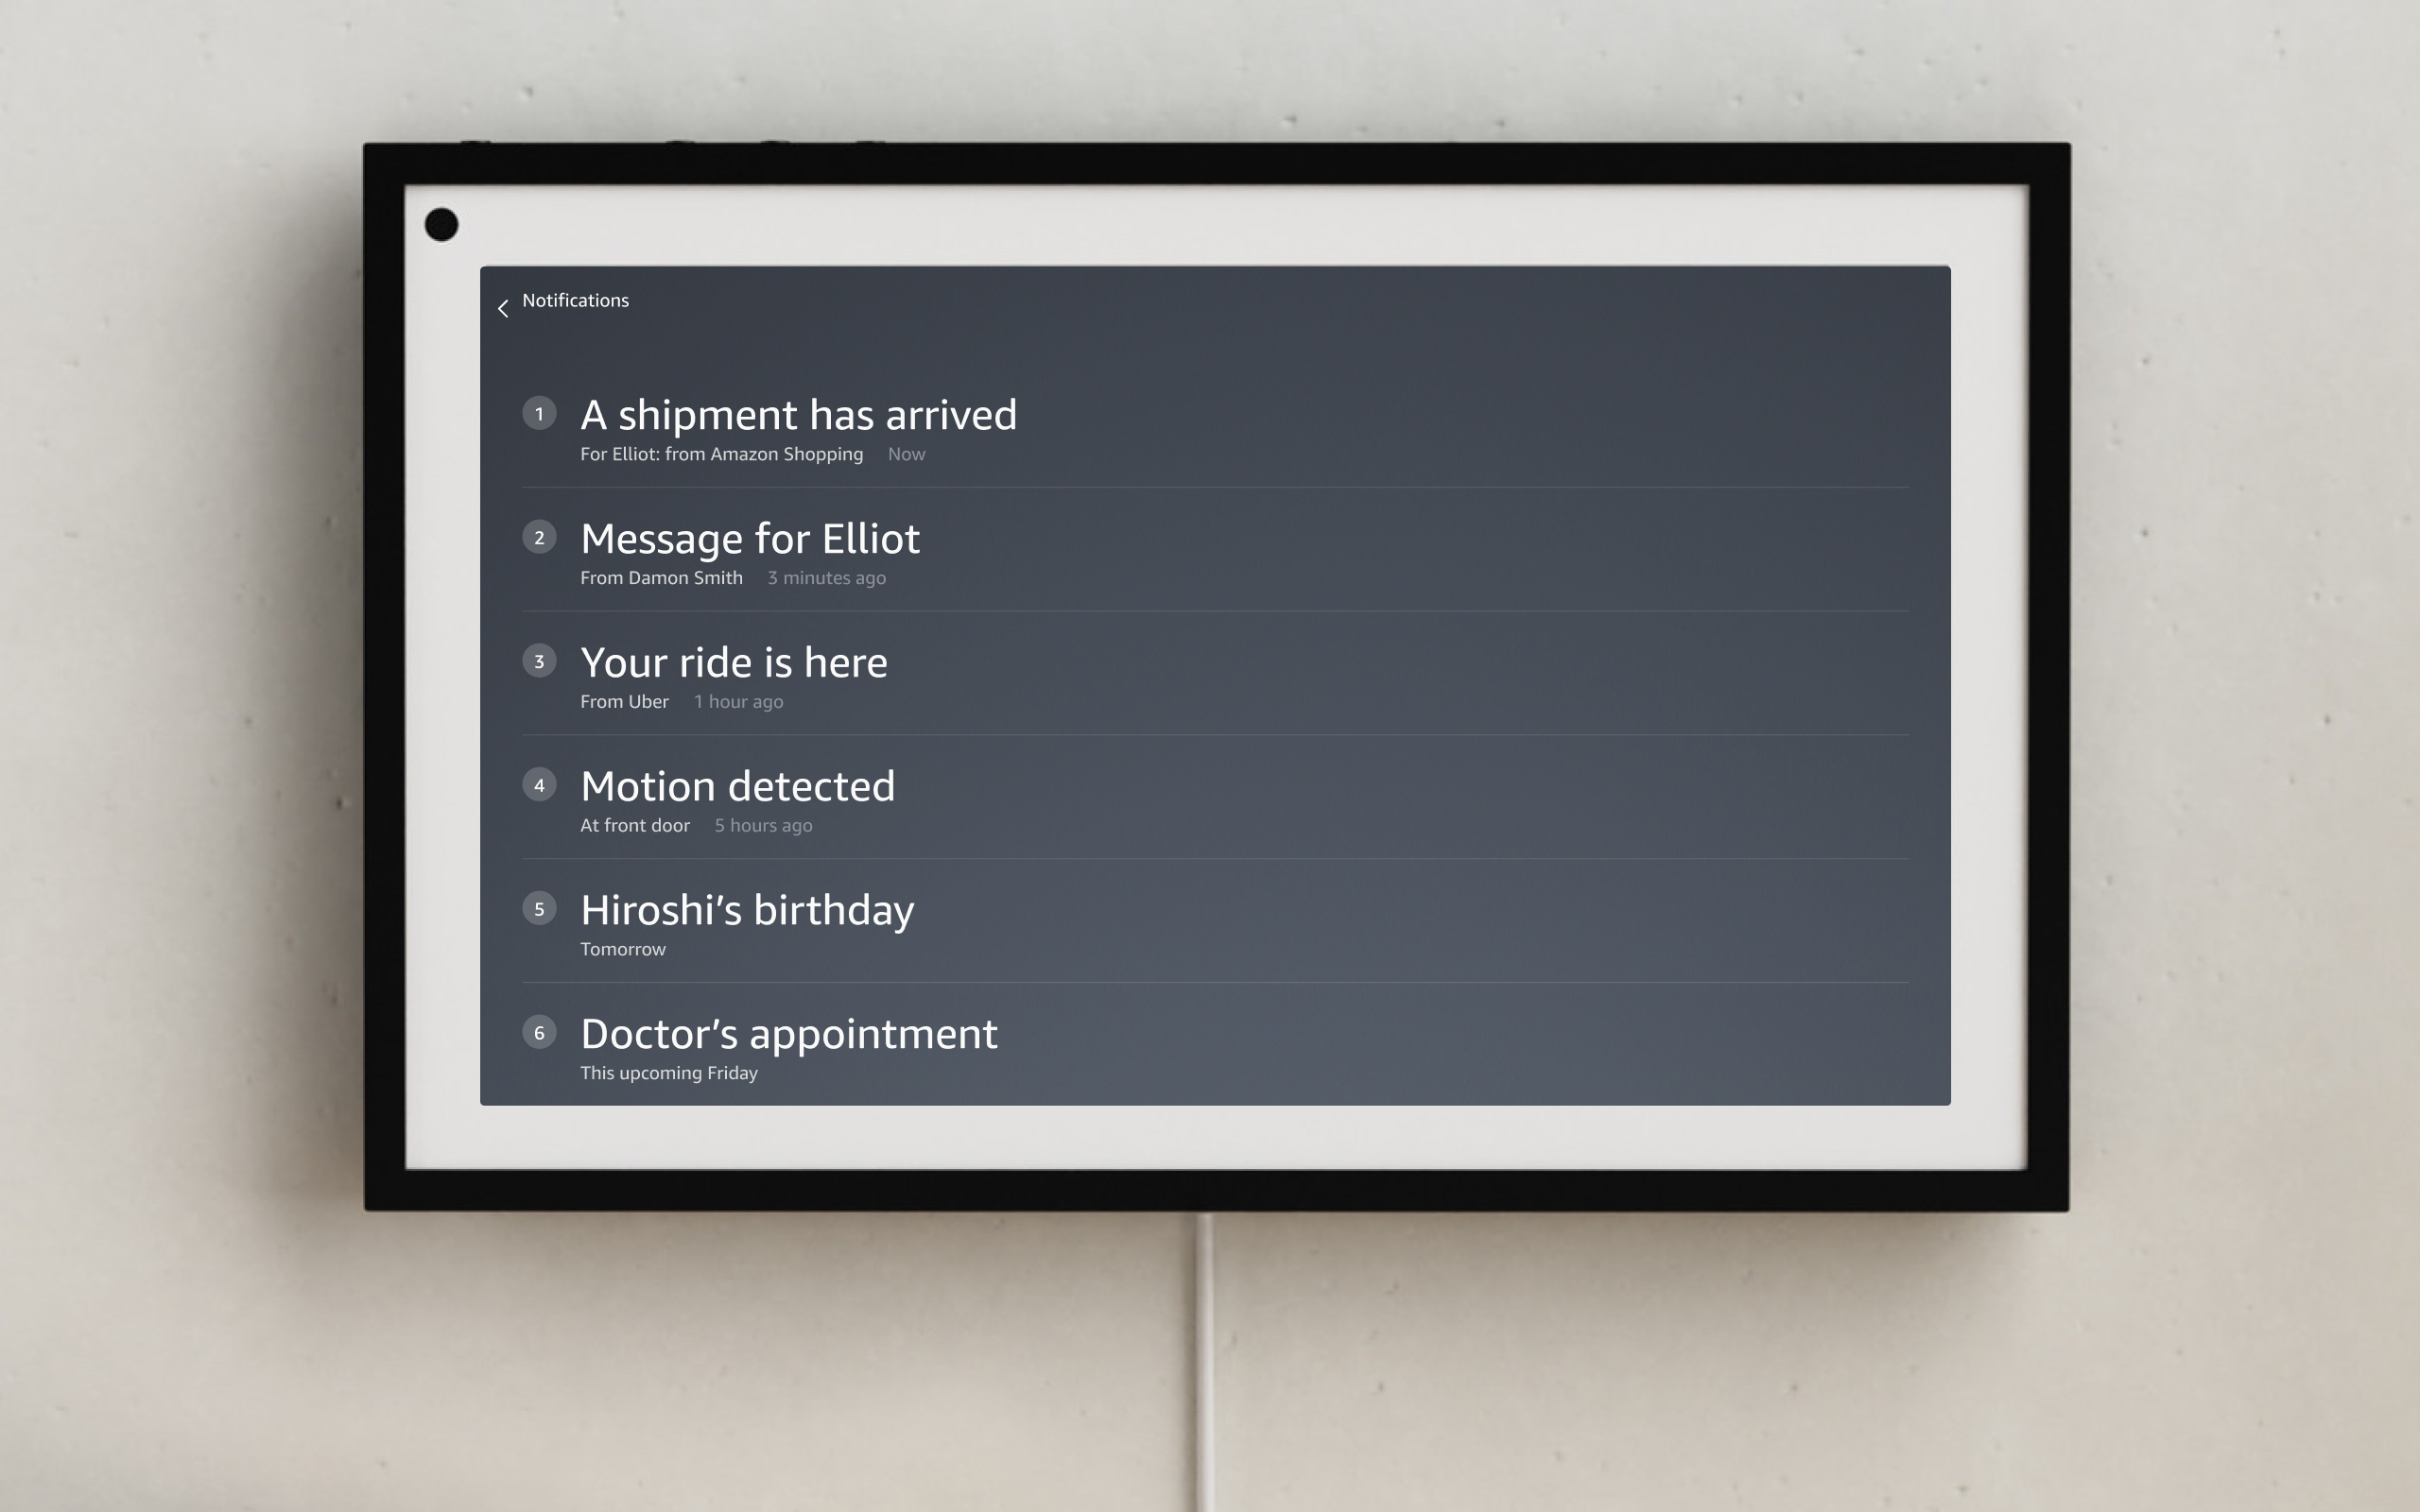 Notifications
1 A shipment has arrived
For Elliot: from Amazon Shopping Now
2 Message for Elliot
From Damon Smith 3 minutes ago
3 Your ride is here
From Uber 1 hour ago
4 Motion detected
At front door 5 hours ago
5 Hiroshi’s birthday
Tomorrow
6 Doctor’s appointment
This upcoming Friday